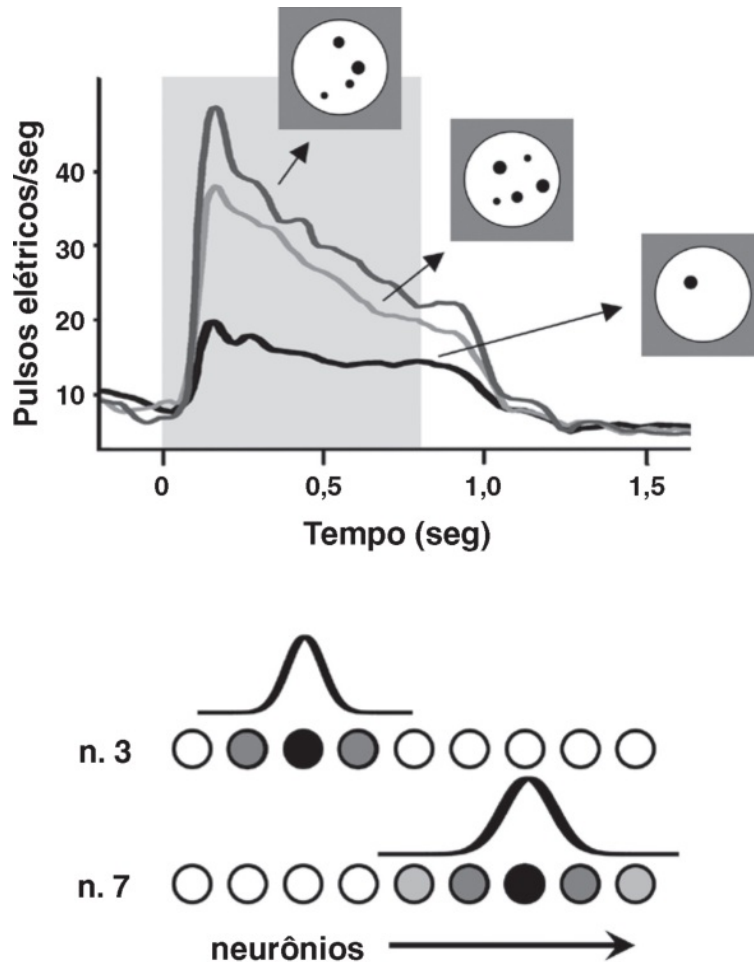 Pulsos elétricos/seg
40
30
20
10
0 0,5 1,0 1,5
Tempo (seg)
n. 3
n. 7
neurônios